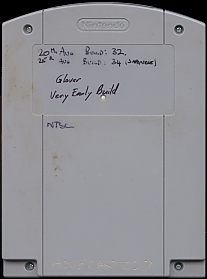 Nintendo
20TH AUG BUILD: 32.
25TH AUG BUILD: 34 (JAPANESE)
Glover
Very Early Build
NTSC